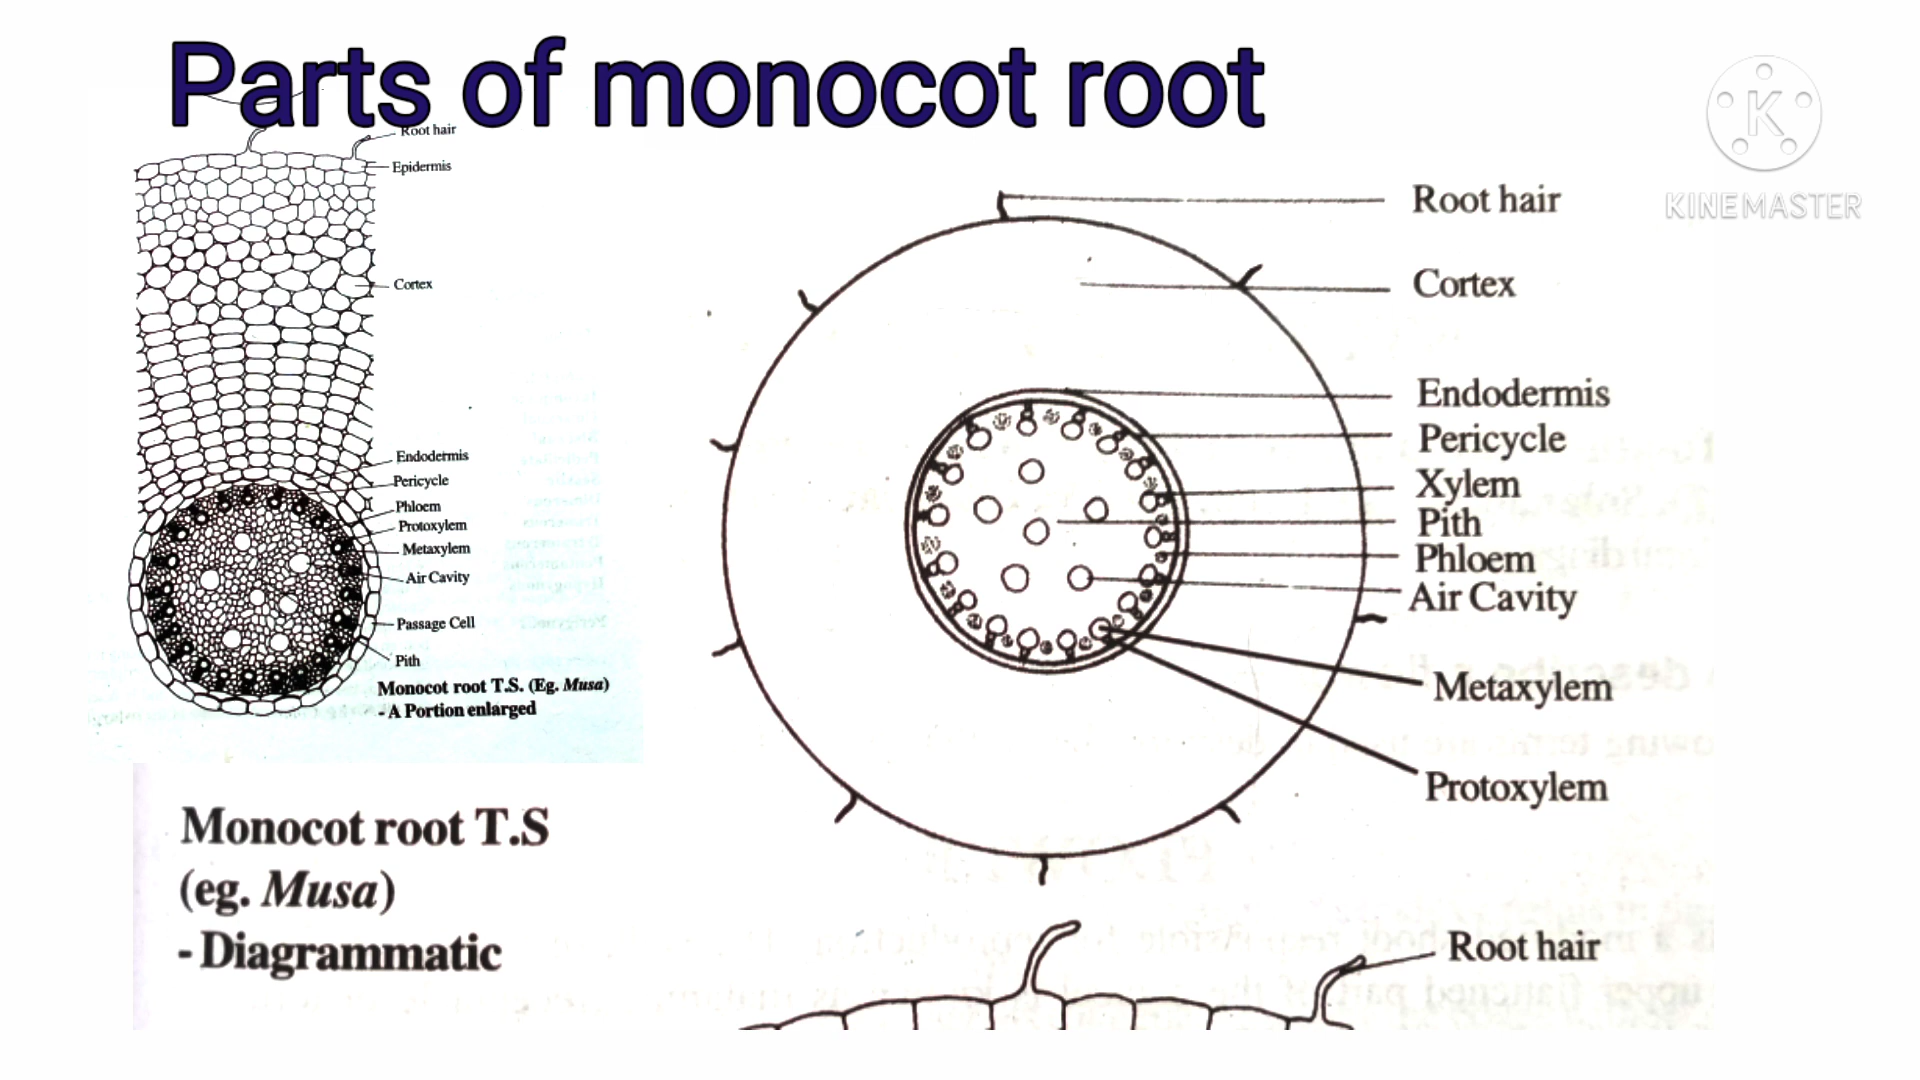 Parts of monocot root
K
KINEMASTER
Root hair
Epidermis
Cortex
Endodermis
Pericycle
Phloem
Protoxylem
Metaxylem
Air Cavity
Passage Cell
Pith
Monocot root T.S. (Eg. Musa)
- A Portion enlarged
Root hair
Cortex
Endodermis
Pericycle
Xylem
Pith
Phloem
Air Cavity
Metaxylem
Protoxylem
Monocot root T.S
(eg. Musa)
- Diagrammatic
Root hair